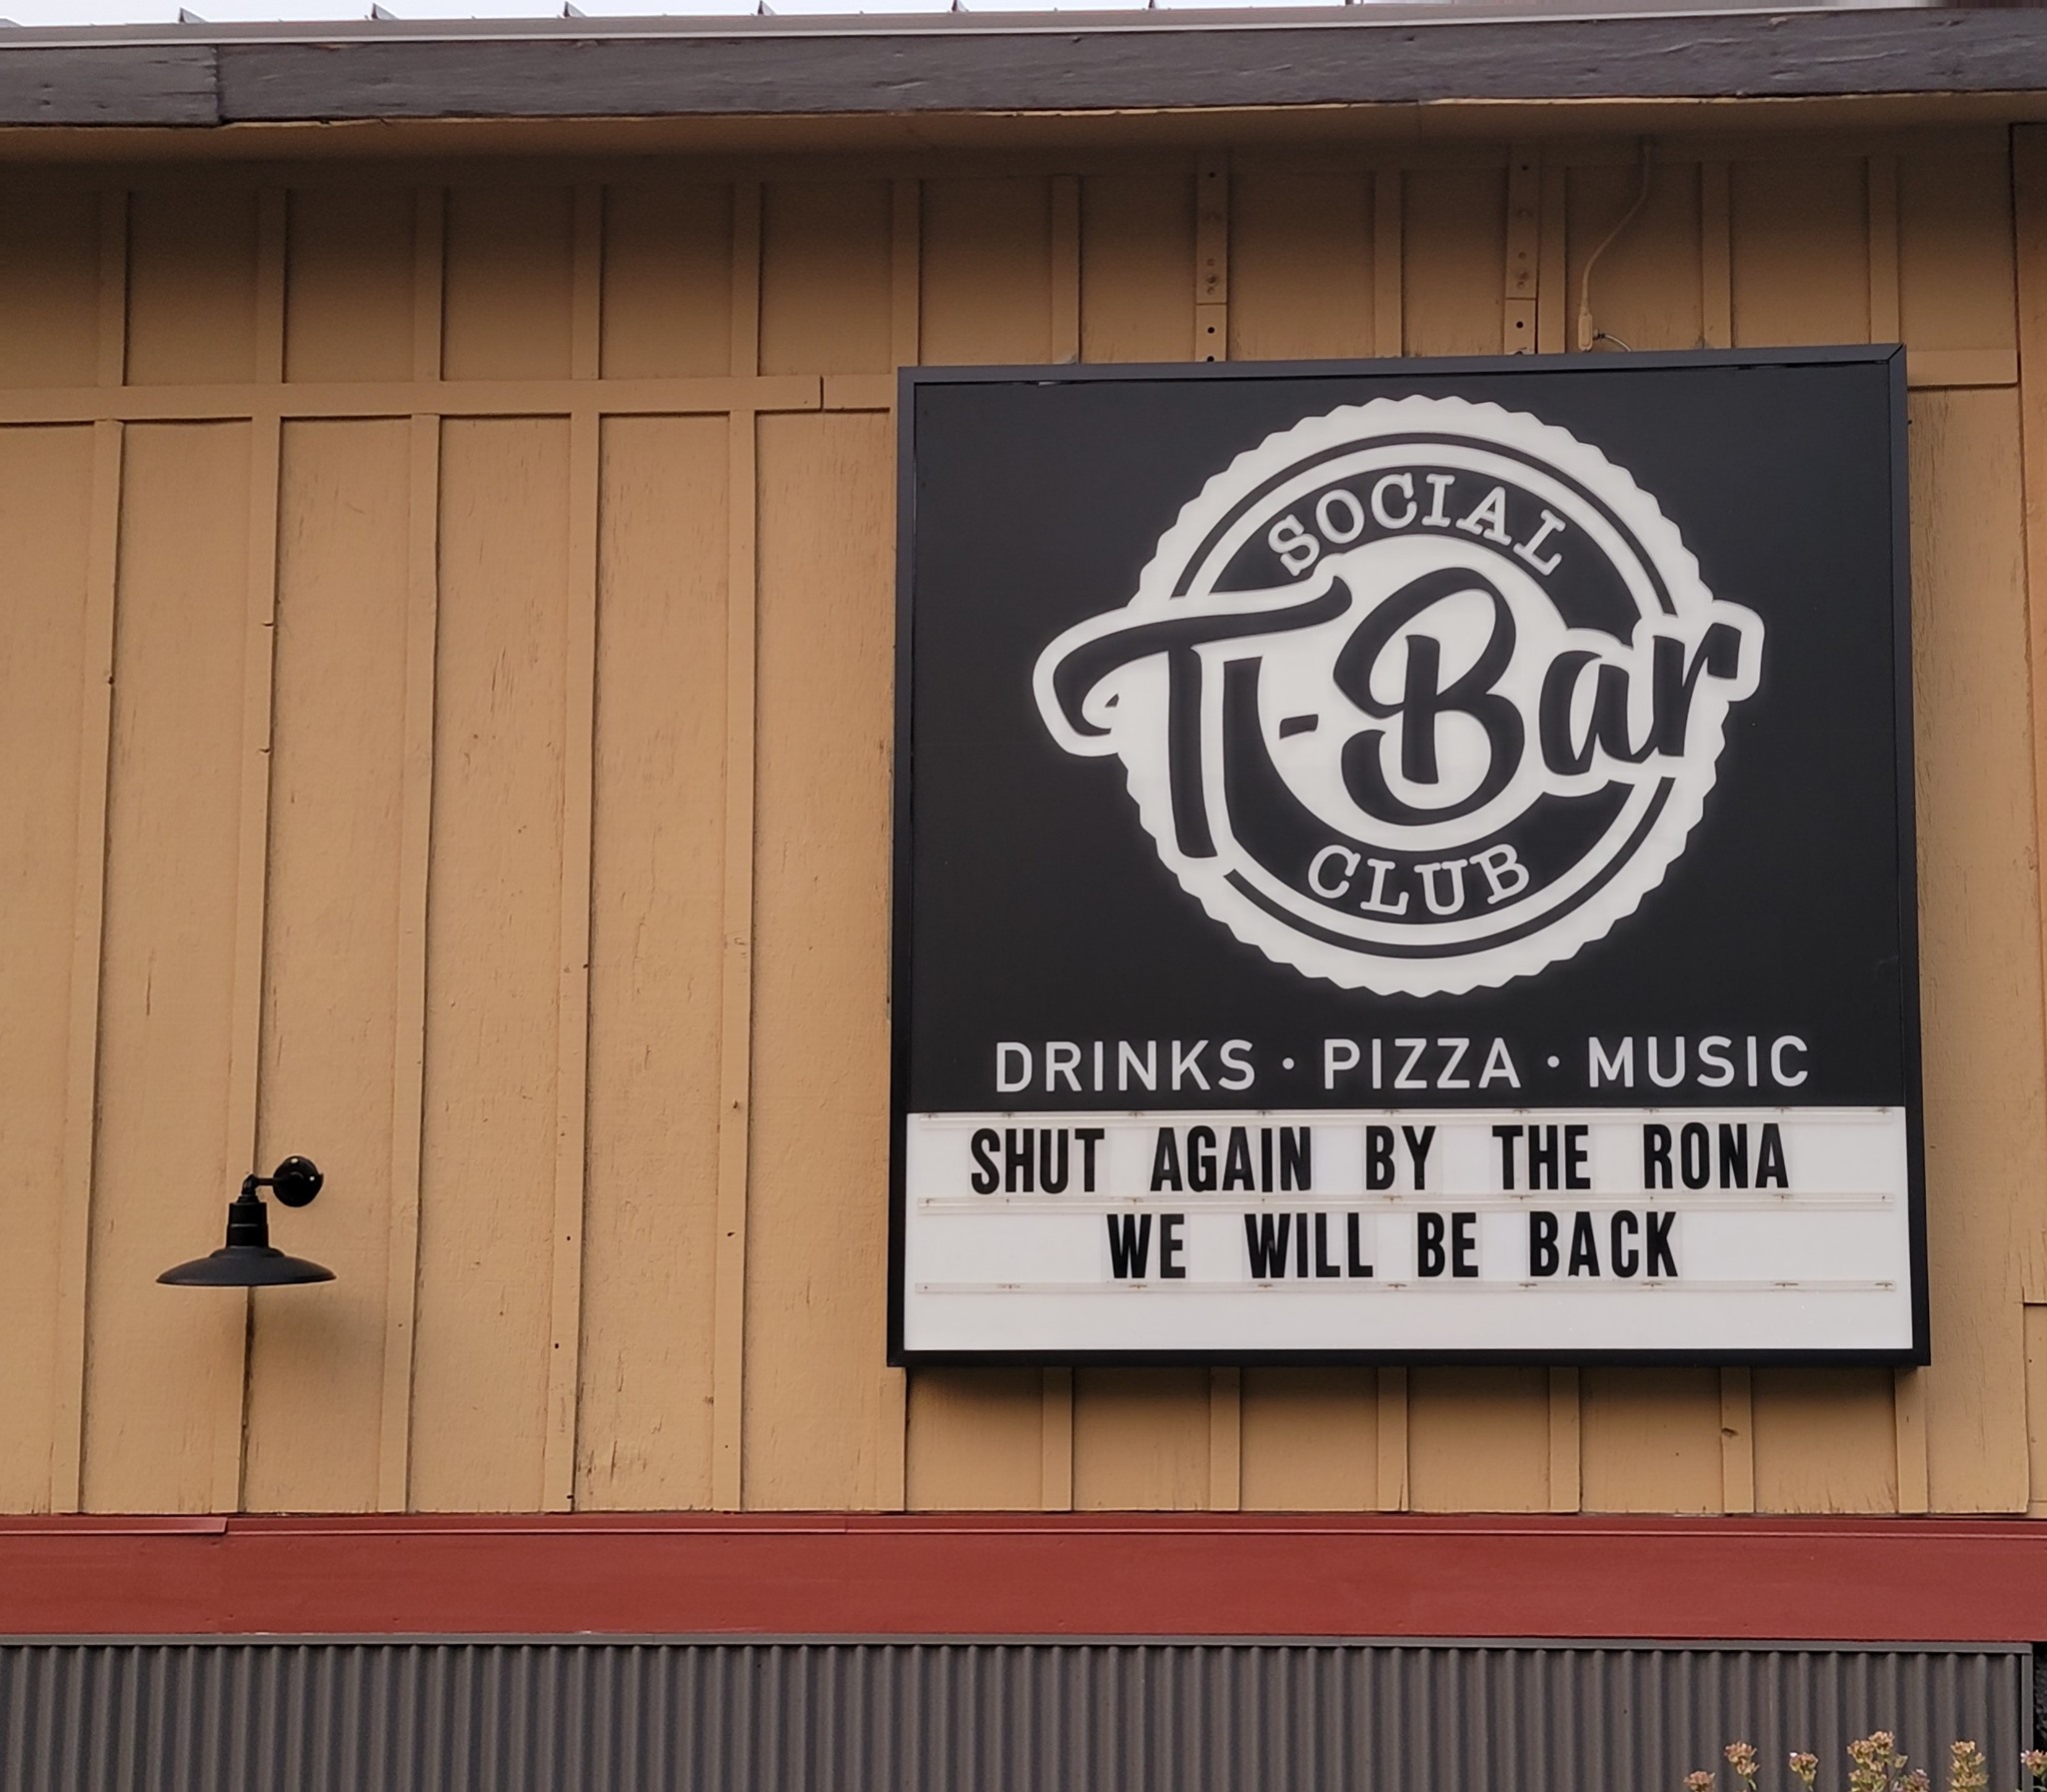 SOCIAL
T-Bar
CLUB
DRINKS · PIZZA · MUSIC
SHUT AGAIN BY THE RONA
WE WILL BE BACK